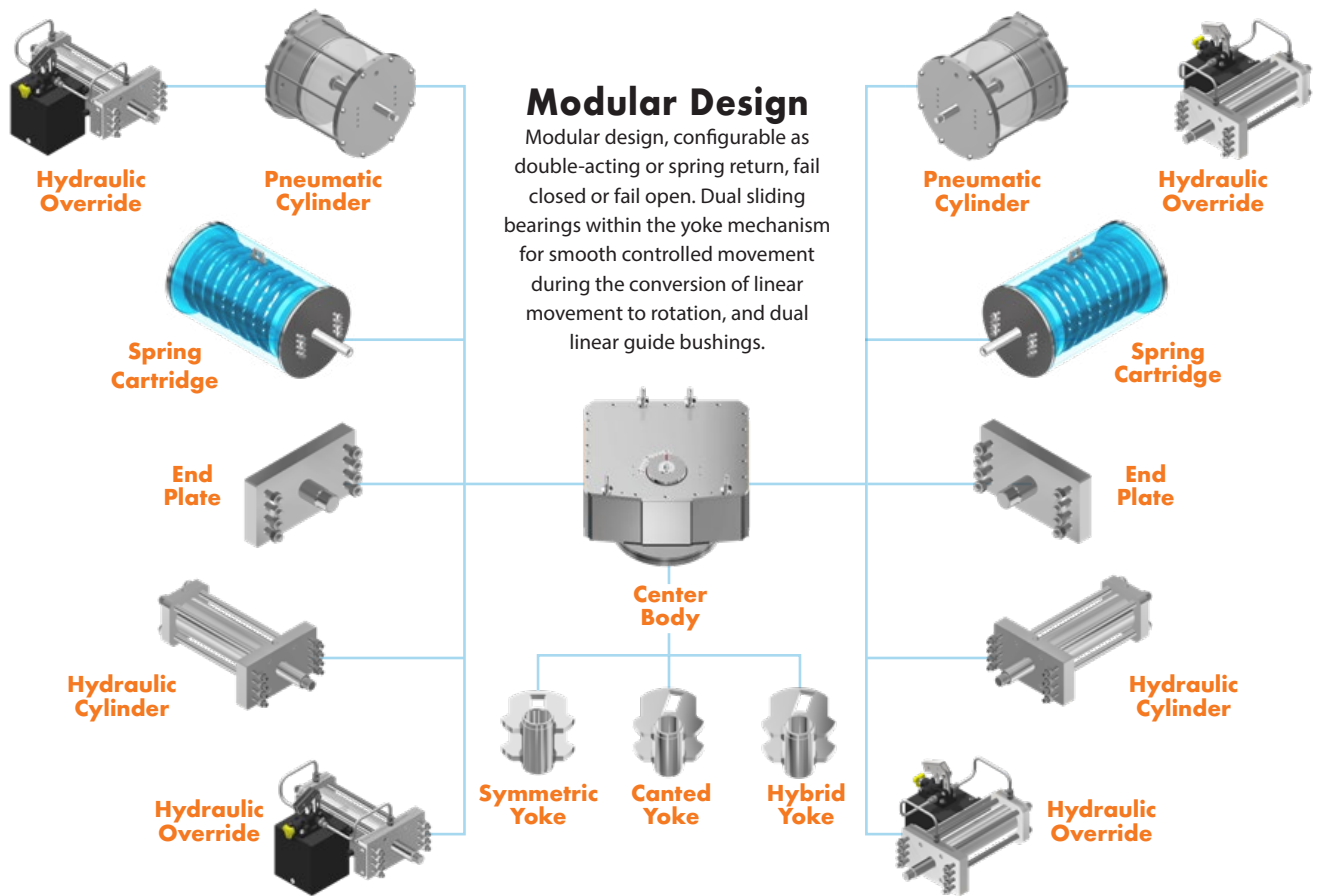 Modular Design
Modular design, configurable as
double-acting or spring return, fail
closed or fail open. Dual sliding
bearings within the yoke mechanism
for smooth controlled movement
during the conversion of linear
movement to rotation, and dual
linear guide bushings.
Hydraulic
Override
Pneumatic
Cylinder
Pneumatic
Cylinder
Hydraulic
Override
Spring
Cartridge
Spring
Cartridge
End
Plate
End
Plate
Center
Body
Hydraulic
Cylinder
Hydraulic
Cylinder
Symmetric
Yoke
Canted
Yoke
Hybrid
Yoke
Hydraulic
Override
Hydraulic
Override